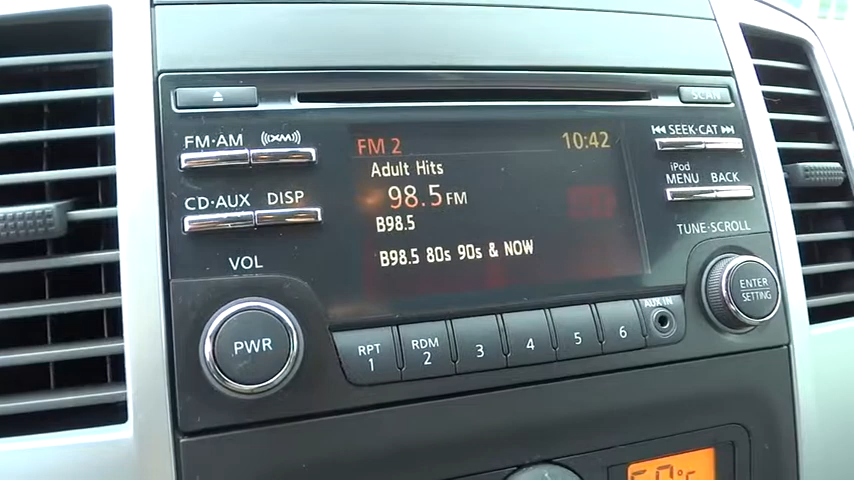 SCAN
FM·AM XM
SEEK·CAT
FM 2 10:42
Adult Hits
iPod
MENU BACK
98.5 FM
CD·AUX DISP
B98.5
TUNE·SCROLL
B98.5 80s 90s & NOW
VOL
ENTER
SETTING
AUX IN
PWR
RPT
1
RDM
2
3
4
5
6